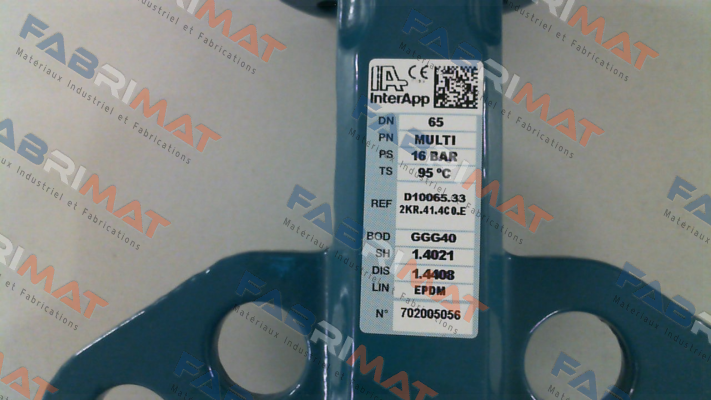 IA CE
InterApp
DN 65
PN MULTI
PS 16 BAR
TS 95 °C
REF D10065.33
2KR.41.4C0.E
BOD GGG40
SH 1.4021
DIS 1.4408
LIN EPDM
N° 702005056
FABRIMAT
Materiaux Industriel et Fabrications